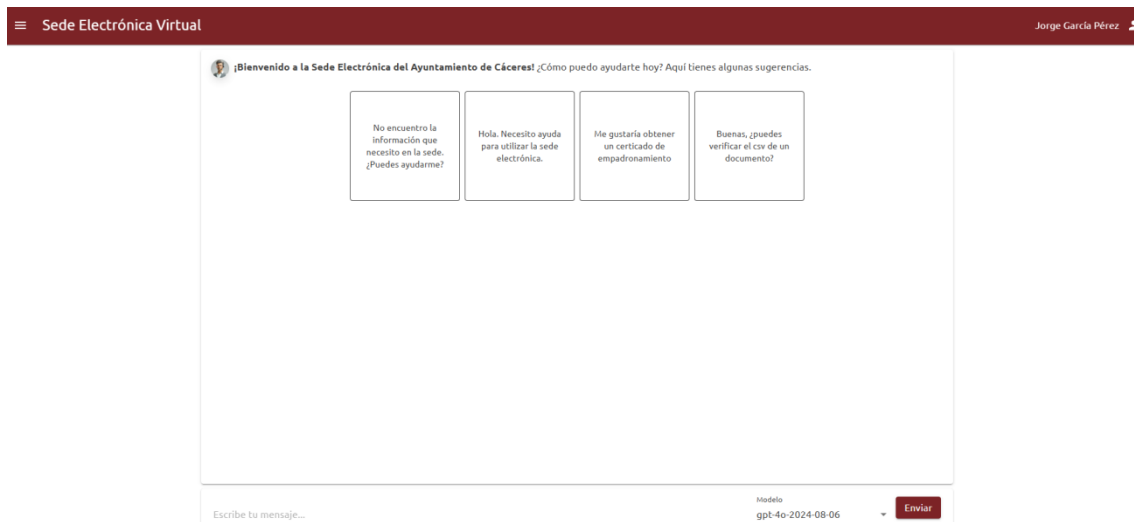 Sede Electrónica Virtual
Jorge García Pérez
¡Bienvenido a la Sede Electrónica del Ayuntamiento de Cáceres! ¿Cómo puedo ayudarte hoy? Aquí tienes algunas sugerencias.
No encuentro la
información que
necesito en la sede.
¿Puedes ayudarme?
Hola. Necesito ayuda
para utilizar la sede
electrónica.
Me gustaría obtener
un certicado de
empadronamiento
Buenas, ¿puedes
verificar el csv de un
documento?
Escribe tu mensaje...
Modelo
gpt-4o-2024-08-06
Enviar